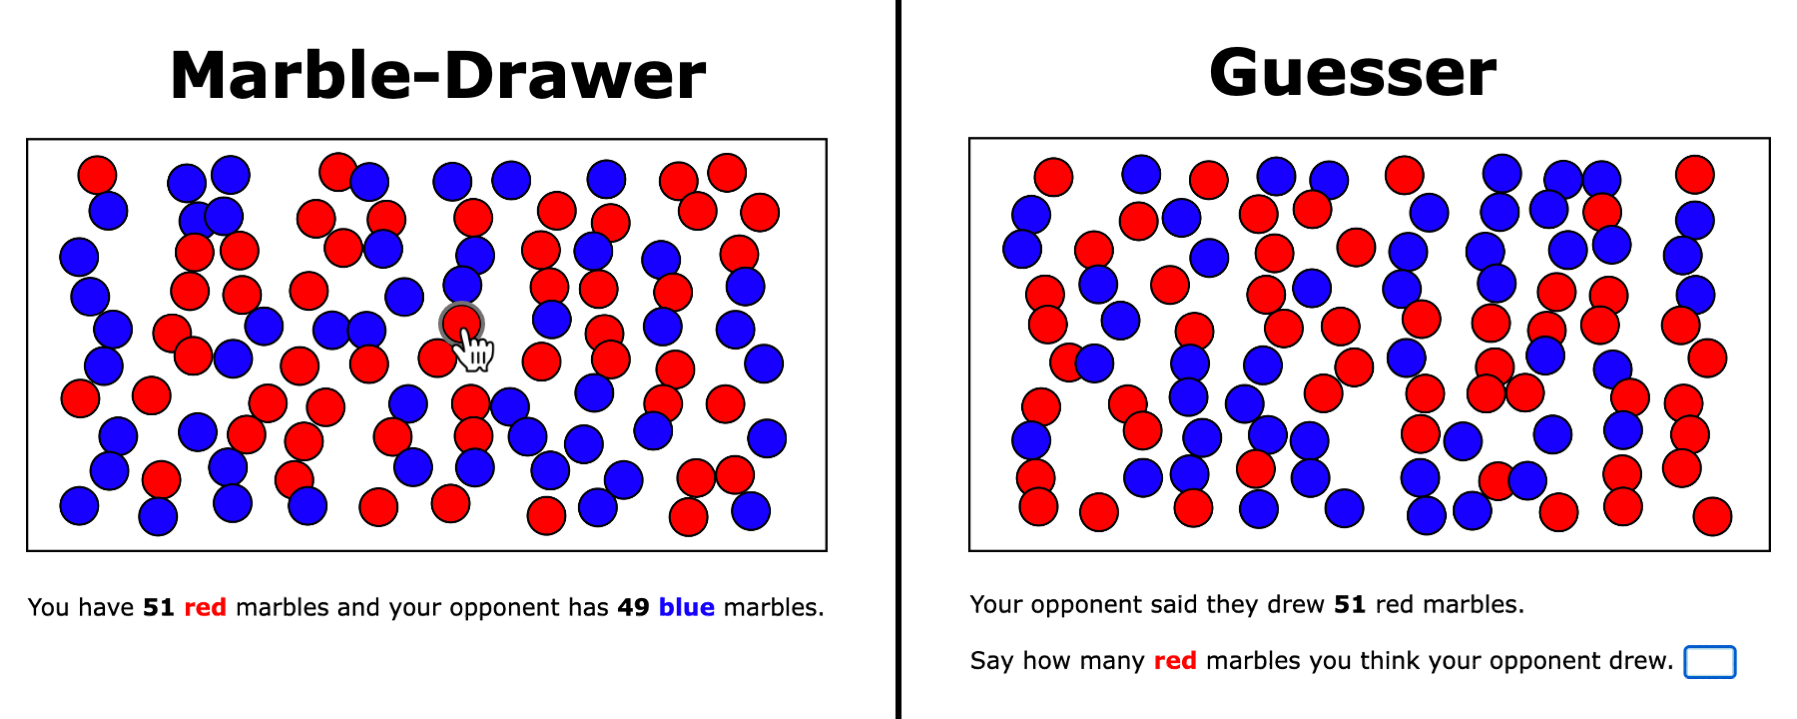 Marble-Drawer
You have 51 red marbles and your opponent has 49 blue marbles.
Guesser
Your opponent said they drew 51 red marbles.
Say how many red marbles you think your opponent drew.